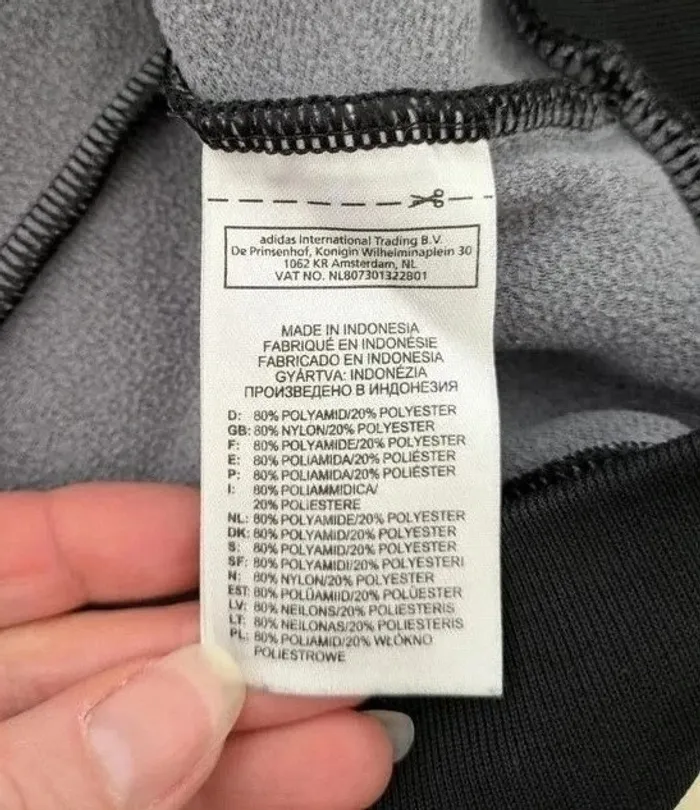 adidas International Trading B.V.
De Prinsenhof, Konigin Wilhelminaplein 30
1062 KR Amsterdam, NL
VAT NO. NL807301322B01
MADE IN INDONESIA
FABRIQUÉ EN INDONÉSIE
FABRICADO EN INDONESIA
GYÁRTVA: INDONÉZIA
ПРОИЗВЕДЕНО В ИНДОНЕЗИЯ
D: 80% POLYAMID/20% POLYESTER
GB: 80% NYLON/20% POLYESTER
F: 80% POLYAMIDE/20% POLYESTER
E: 80% POLIAMIDA/20% POLIÉSTER
P: 80% POLIAMIDA/20% POLIÉSTER
I: 80% POLIAMMIDICA/
20% POLIESTERE
NL: 80% POLYAMIDE/20% POLYESTER
DK: 80% POLYAMID/20% POLYESTER
S: 80% POLYAMID/20% POLYESTER
SF: 80% POLYAMIDI/20% POLYESTERI
N: 80% NYLON/20% POLYESTER
EST: 80% POLÜAMIID/20% POLÜESTER
LV: 80% NEILONS/20% POLIESTERIS
LT: 80% NEILONAS/20% POLIESTERIS
PL: 80% POLIAMID/20% WŁÓKNO
POLIESTROWE